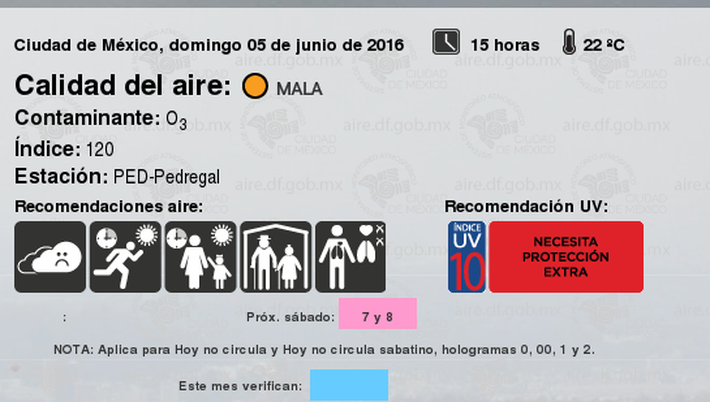 Ciudad de México, domingo 05 de junio de 2016 15 horas 22 ºC
Calidad del aire: MALA
Contaminante: O3
Índice: 120
Estación: PED-Pedregal
Recomendaciones aire: Recomendación UV:
ÍNDICE
UV
10
NECESITA
PROTECCIÓN
EXTRA
: Próx. sábado: 7 y 8
NOTA: Aplica para Hoy no circula y Hoy no circula sabatino, hologramas 0, 00, 1 y 2.
Este mes verifican:
aire.df.gob.mx
CIUDAD
DE MÉXICO